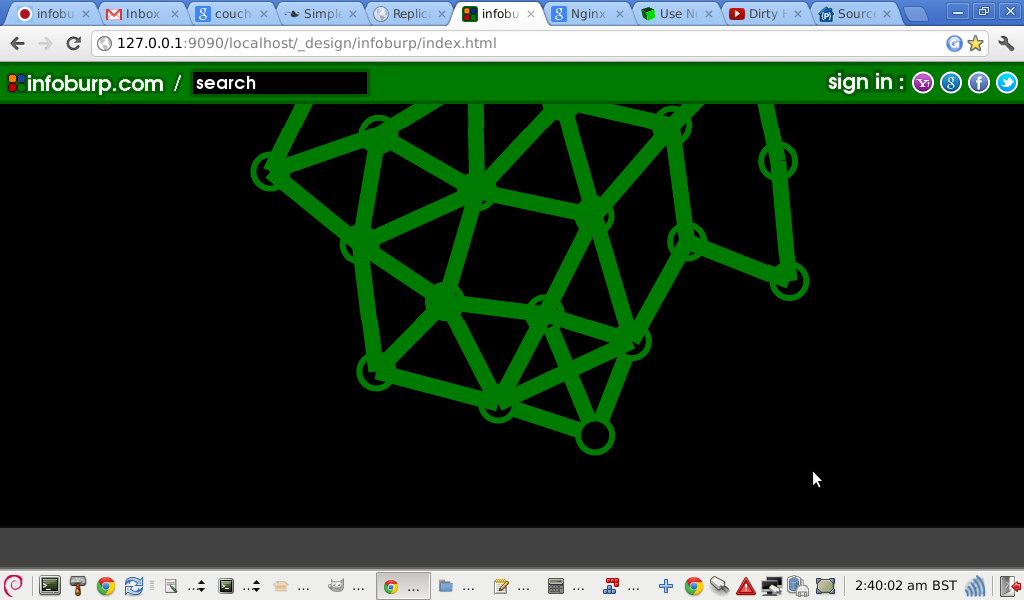 infobu Inbox couch Simple Replica infobu Nginx Use N Dirty Source
127.0.0.1:9090/localhost/_design/infoburp/index.html
infoburp.com / search sign in :
... ... ... ... ... ... ... ... ... 2:40:02 am BST